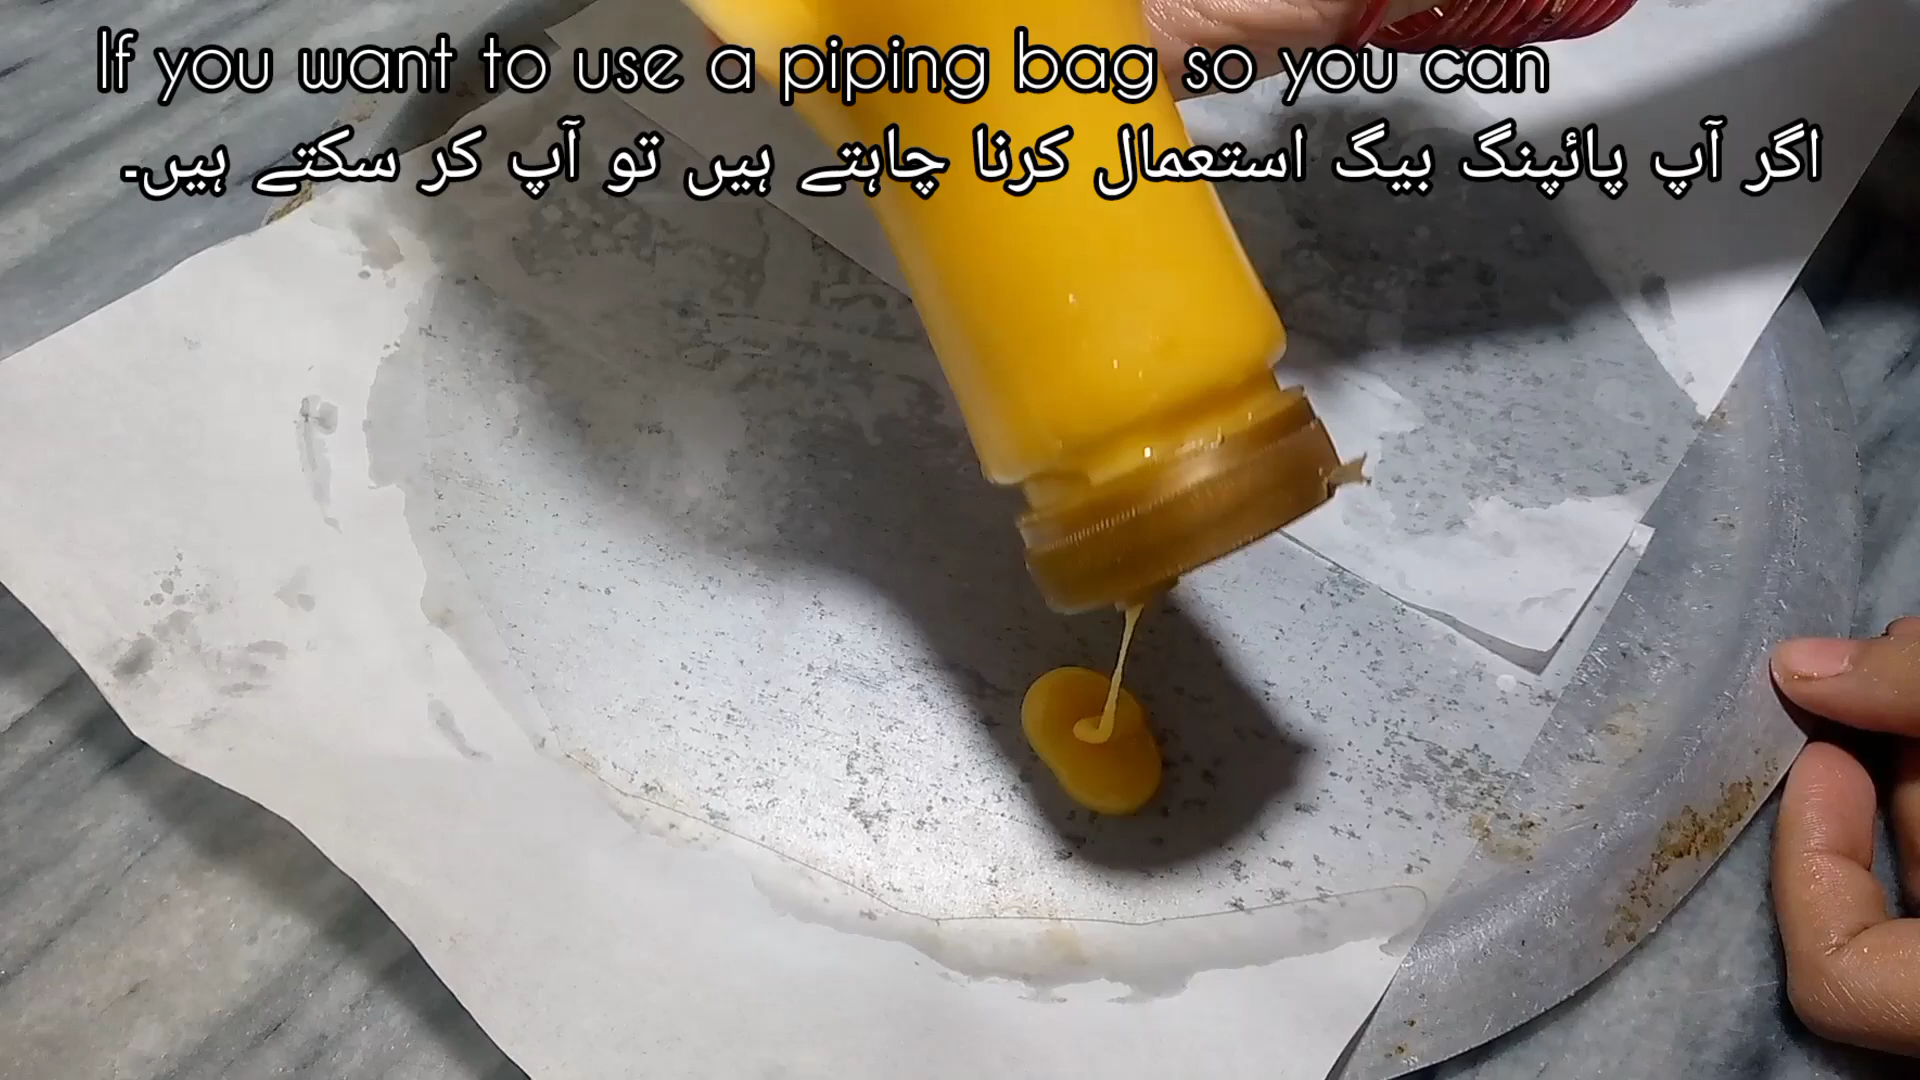 If you want to use a piping bag so you can
اگر آپ پائپنگ بیگ استعمال کرنا چاہتے ہیں تو آپ کر سکتے ہیں۔